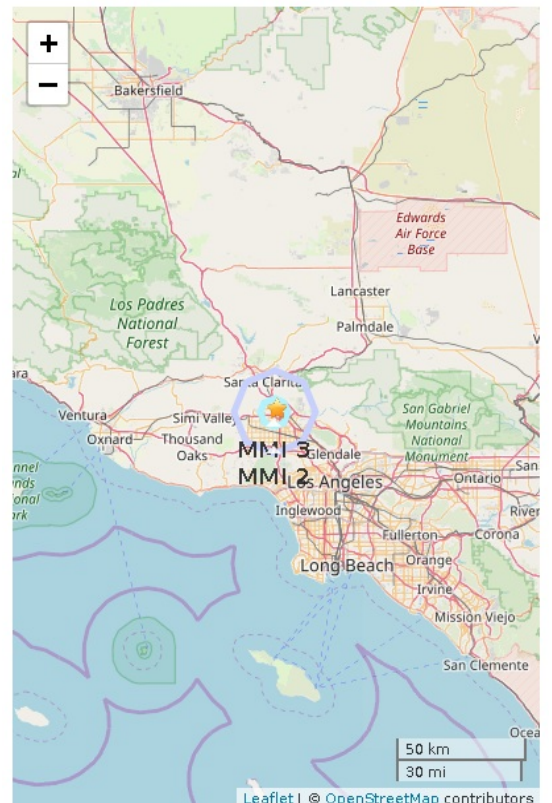 +
−
Bakersfield
Edwards
Air Force
Base
Lancaster
Palmdale
Los Padres
National
Forest
Santa Clarita
Ventura
Simi Valley
Oxnard
Thousand
Oaks
San Gabriel
Mountains
National
Monument
MMI 3
Glendale
MMI 2
Los Angeles
Ontario
San
Inglewood
River
Fullerton
Corona
Long Beach
Orange
Irvine
Mission Viejo
San Clemente
Ocea
50 km
30 mi
Leaflet | © OpenStreetMap contributors